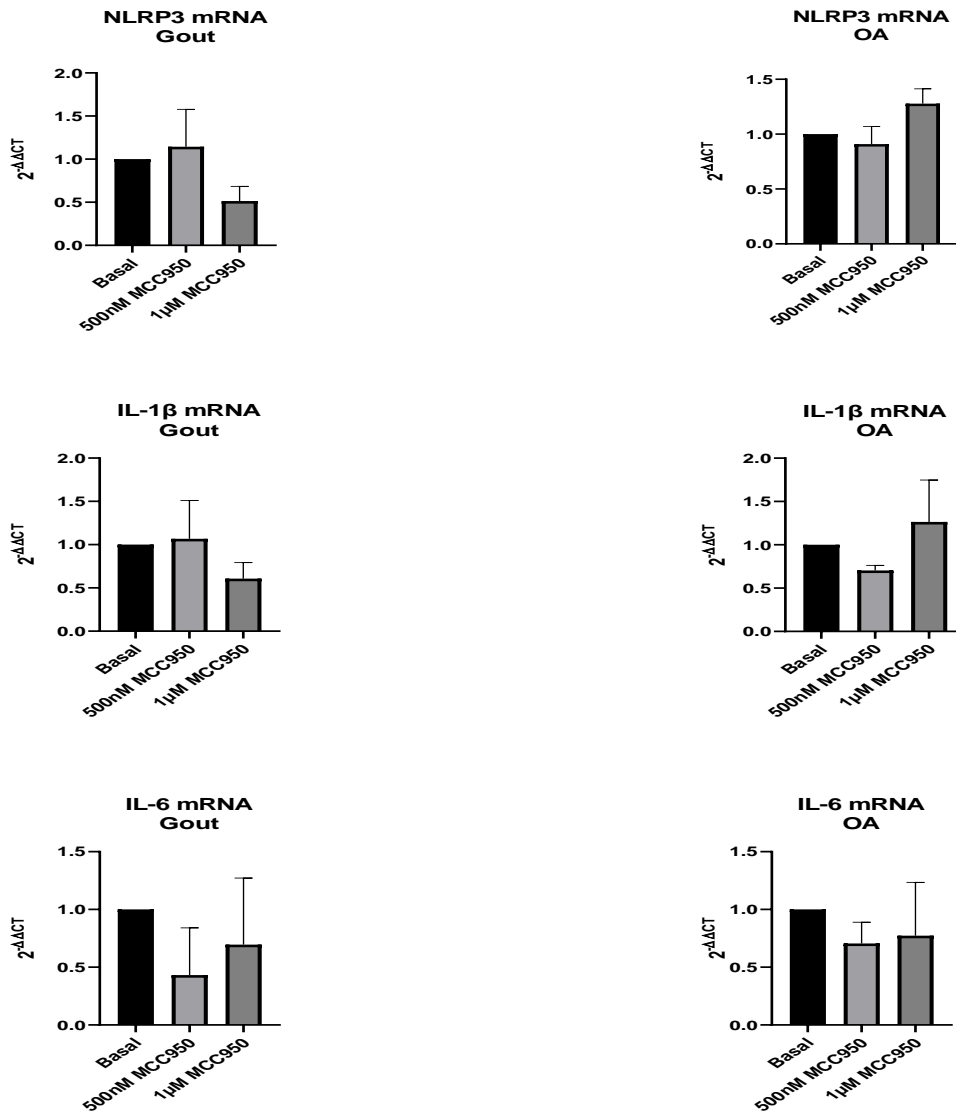 NLRP3 mRNA
Gout
2.0
1.5
1.0
0.5
0.0
2-ΔΔCT
Basal
500nM MCC950
1µM MCC950
NLRP3 mRNA
OA
1.5
1.0
0.5
0.0
2-ΔΔCT
Basal
500nM MCC950
1µM MCC950
IL-1β mRNA
Gout
2.0
1.5
1.0
0.5
0.0
2-ΔΔCT
Basal
500nM MCC950
1µM MCC950
IL-1β mRNA
OA
2.0
1.5
1.0
0.5
0.0
2-ΔΔCT
Basal
500nM MCC950
1µM MCC950
IL-6 mRNA
Gout
1.5
1.0
0.5
0.0
2-ΔΔCT
Basal
500nM MCC950
1µM MCC950
IL-6 mRNA
OA
1.5
1.0
0.5
0.0
2-ΔΔCT
Basal
500nM MCC950
1µM MCC950